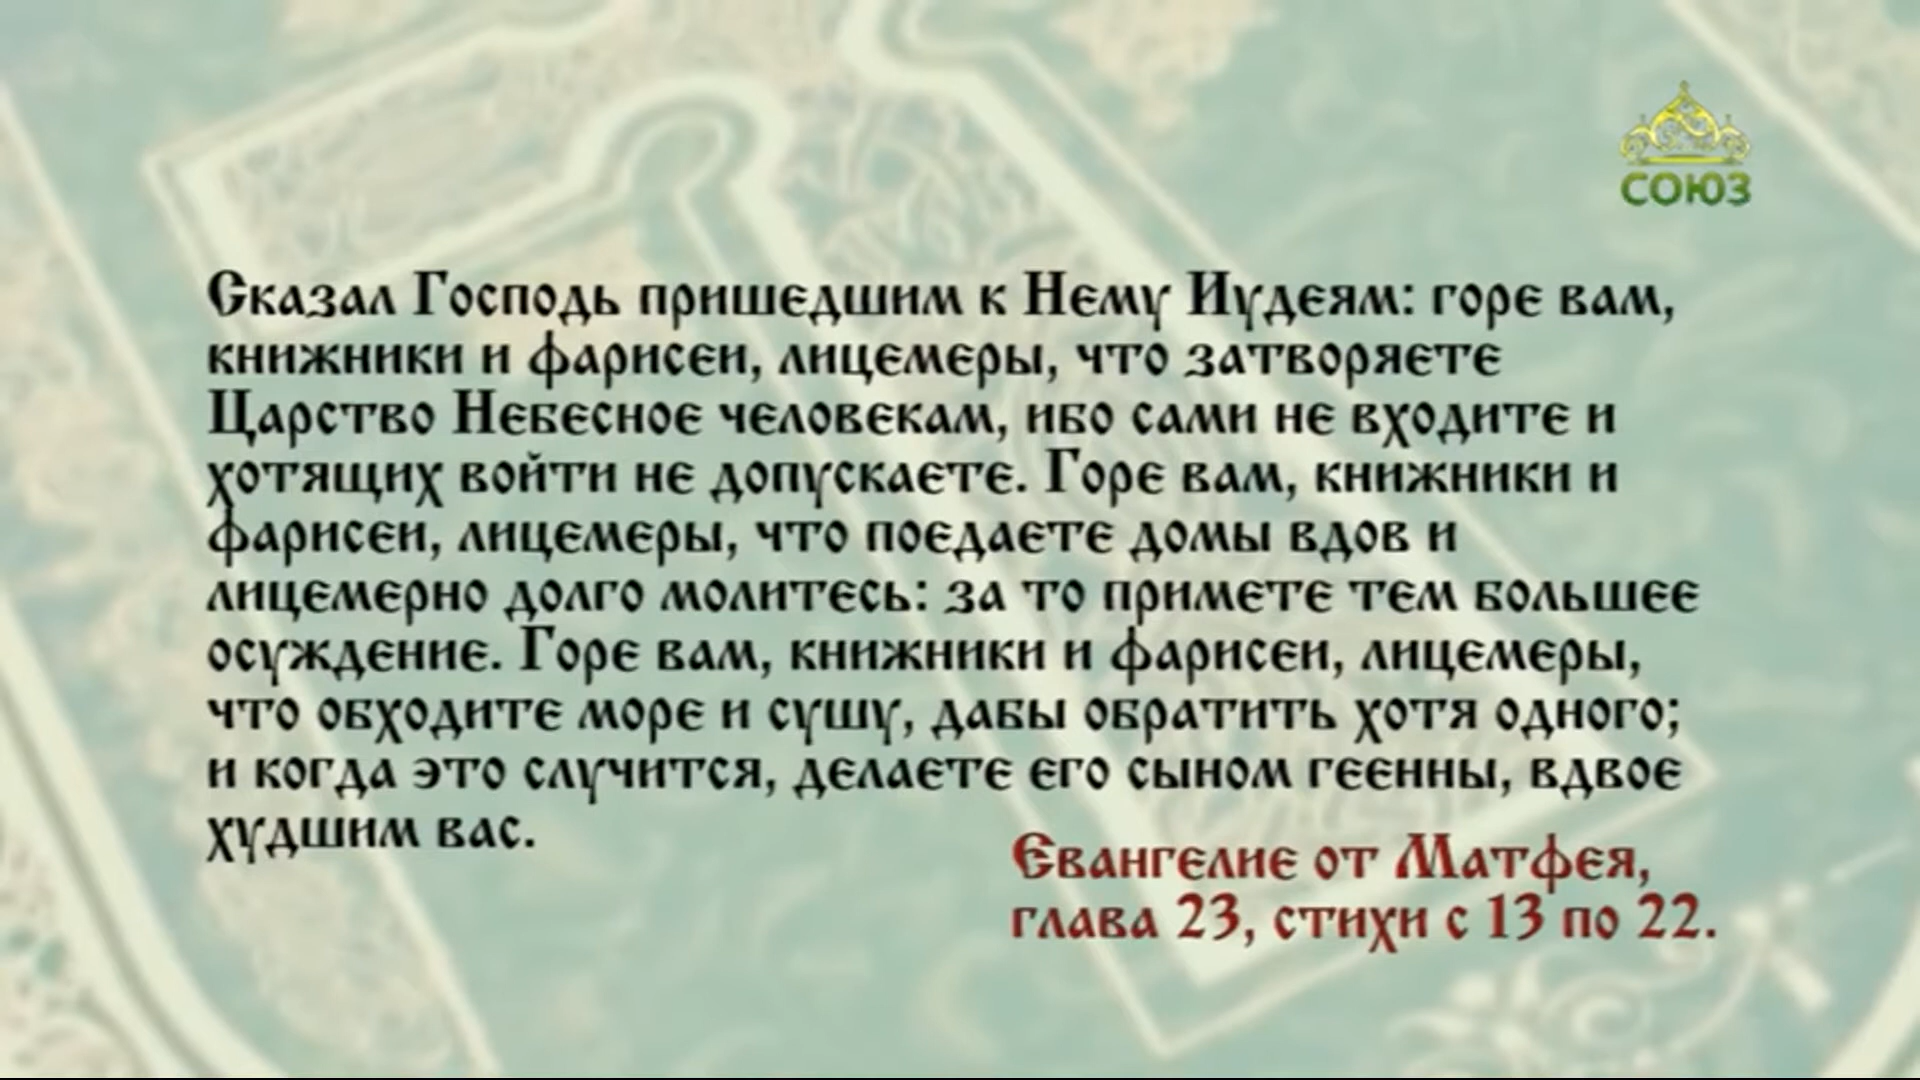 СОЮЗ
Сказал Господь пришедшим к Нему Иудеям: горе вам,
книжники и фарисеи, лицемеры, что затворяете
Царство Небесное человекам, ибо сами не входите и
хотящих войти не допускаете. Горе вам, книжники и
фарисеи, лицемеры, что поедаете домы вдов и
лицемерно долго молитесь: за то примете тем большее
осуждение. Горе вам, книжники и фарисеи, лицемеры,
что обходите море и сушу, дабы обратить хотя одного;
и когда это случится, делаете его сыном геенны, вдвое
худшим вас.
Евангелие от Матфея,
глава 23, стихи с 13 по 22.